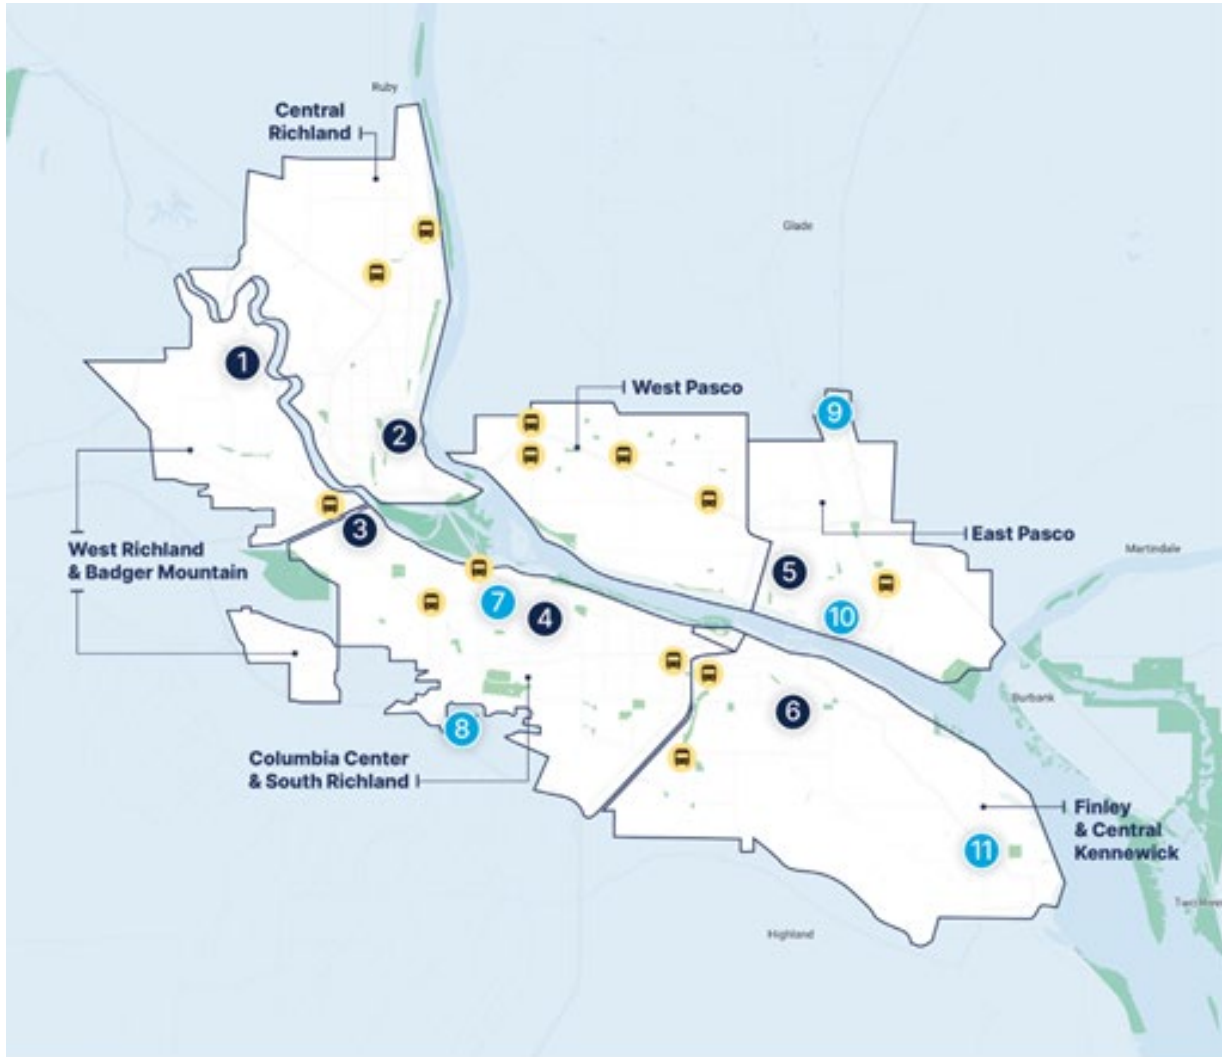 Ruby
Central
Richland
Glade
1
West Pasco
9
2
3
West Richland
& Badger Mountain
East Pasco
Martindale
5
7
4
10
Burbank
6
8
Columbia Center
& South Richland
Finley
& Central
Kennewick
11
Highland